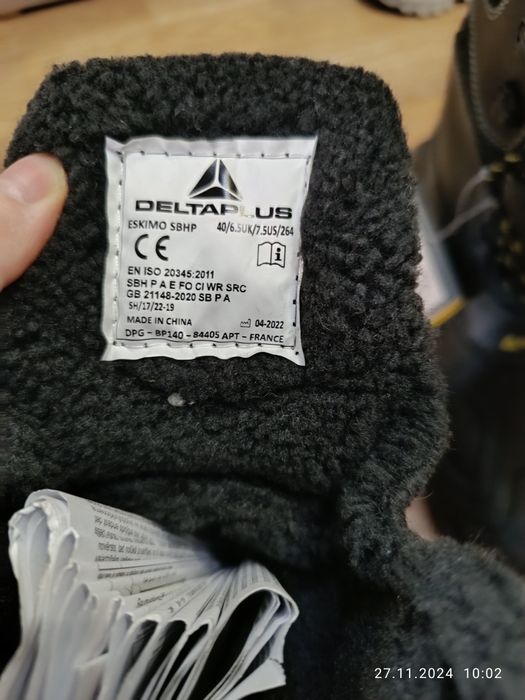 DELTAPLUS
ESKIMO SBHP 40/6.5UK/7.5US/264
CE
EN ISO 20345:2011
SBH P A E FO CI WR SRC
GB 21148-2020 SB P A
SH/17/22-19
MADE IN CHINA 04-2022
DPG - BP140 - 84405 APT - FRANCE
27.11.2024 10:02